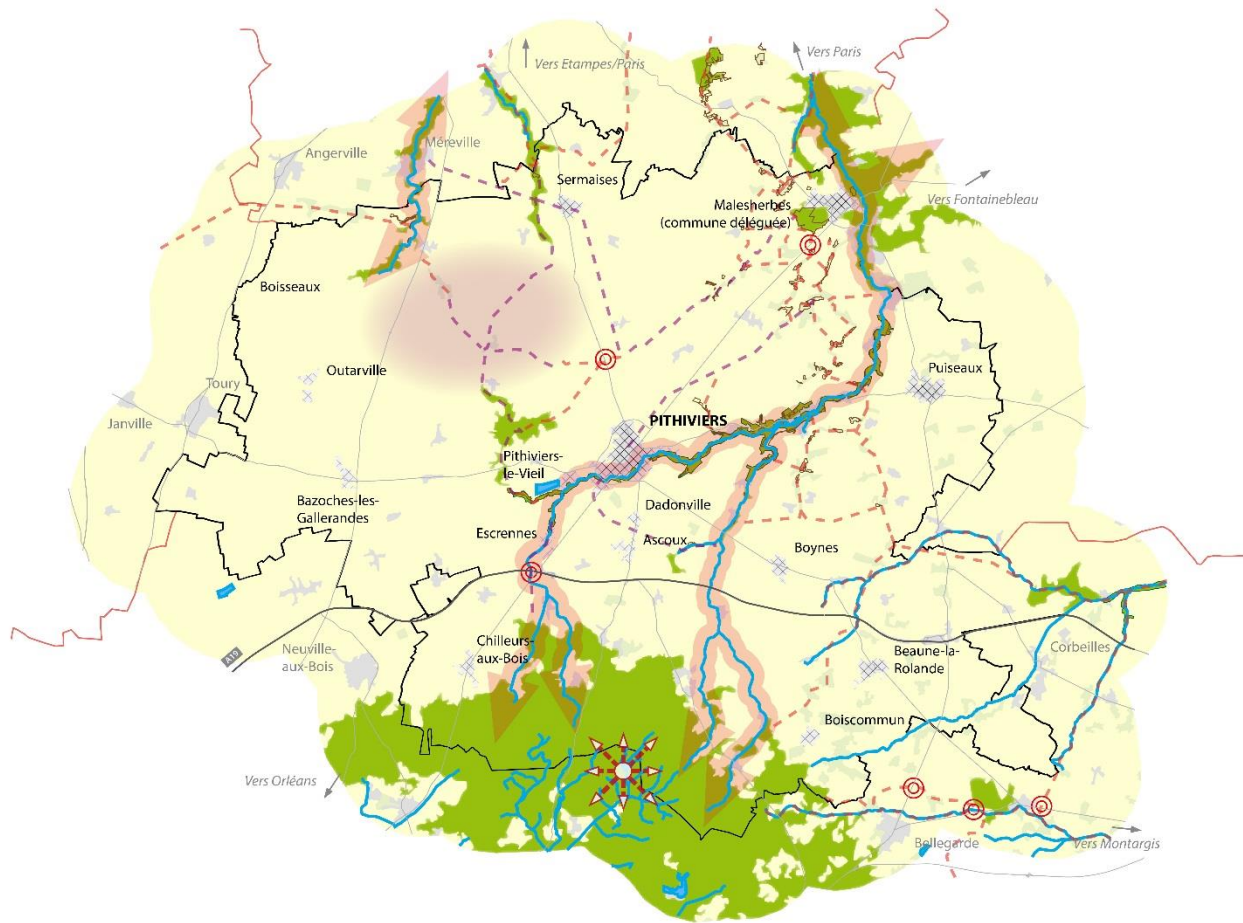 Vers Paris
Vers Etampes/Paris
Méreville
Angerville
Sermaises
Vers Fontainebleau
Malesherbes
(commune déléguée)
Boisseaux
Puiseaux
Outarville
Toury
Janville
PITHIVIERS
Pithiviers-
le-Vieil
Bazoches-les-
Gallerandes
Dadonville
Escrennes
Ascoux
Boynes
A19
Neuville-
aux-Bois
Chilleurs-
aux-Bois
Beaune-la-
Rolande
Corbeilles
Boiscommun
Vers Orléans
Bellegarde
Vers Montargis